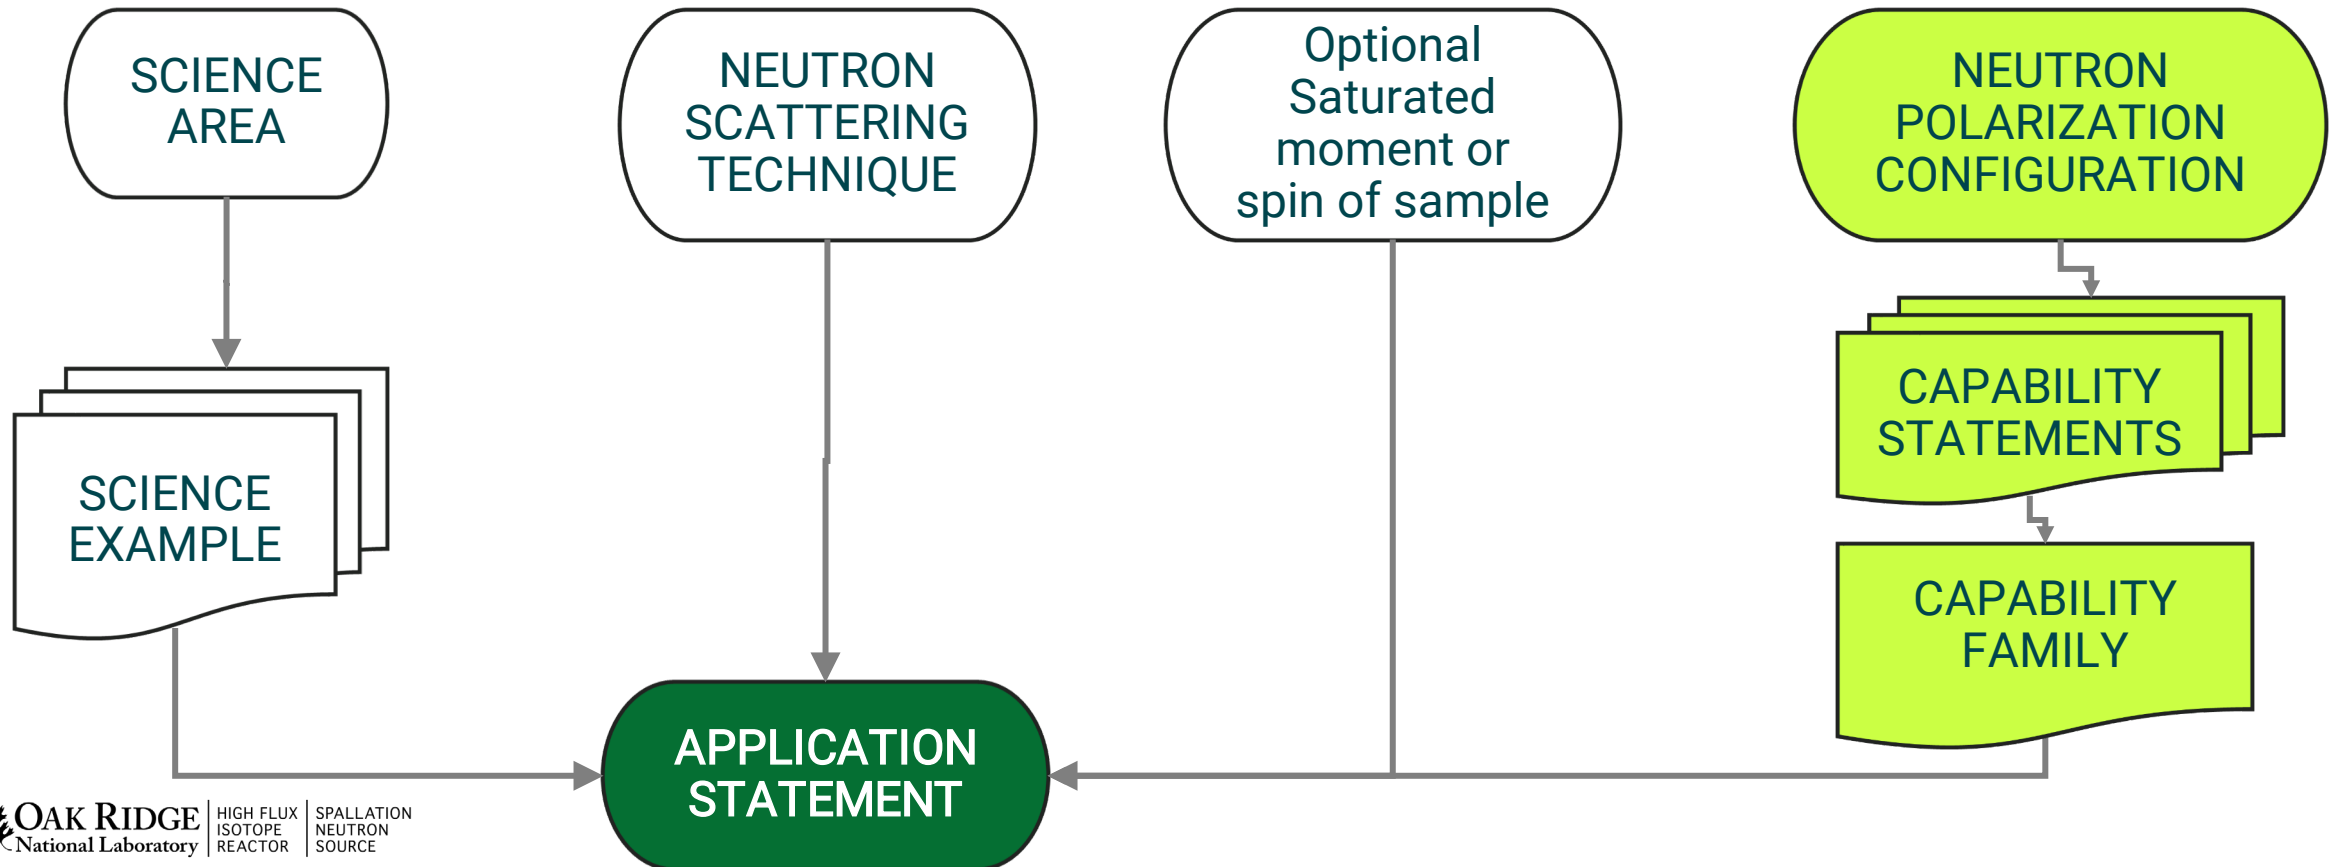 SCIENCE
AREA
NEUTRON
SCATTERING
TECHNIQUE
Optional
Saturated
moment or
spin of sample
NEUTRON
POLARIZATION
CONFIGURATION
CAPABILITY
STATEMENTS
SCIENCE
EXAMPLE
CAPABILITY
FAMILY
APPLICATION
STATEMENT
OAK RIDGE
National Laboratory
HIGH FLUX
ISOTOPE
REACTOR
SPALLATION
NEUTRON
SOURCE